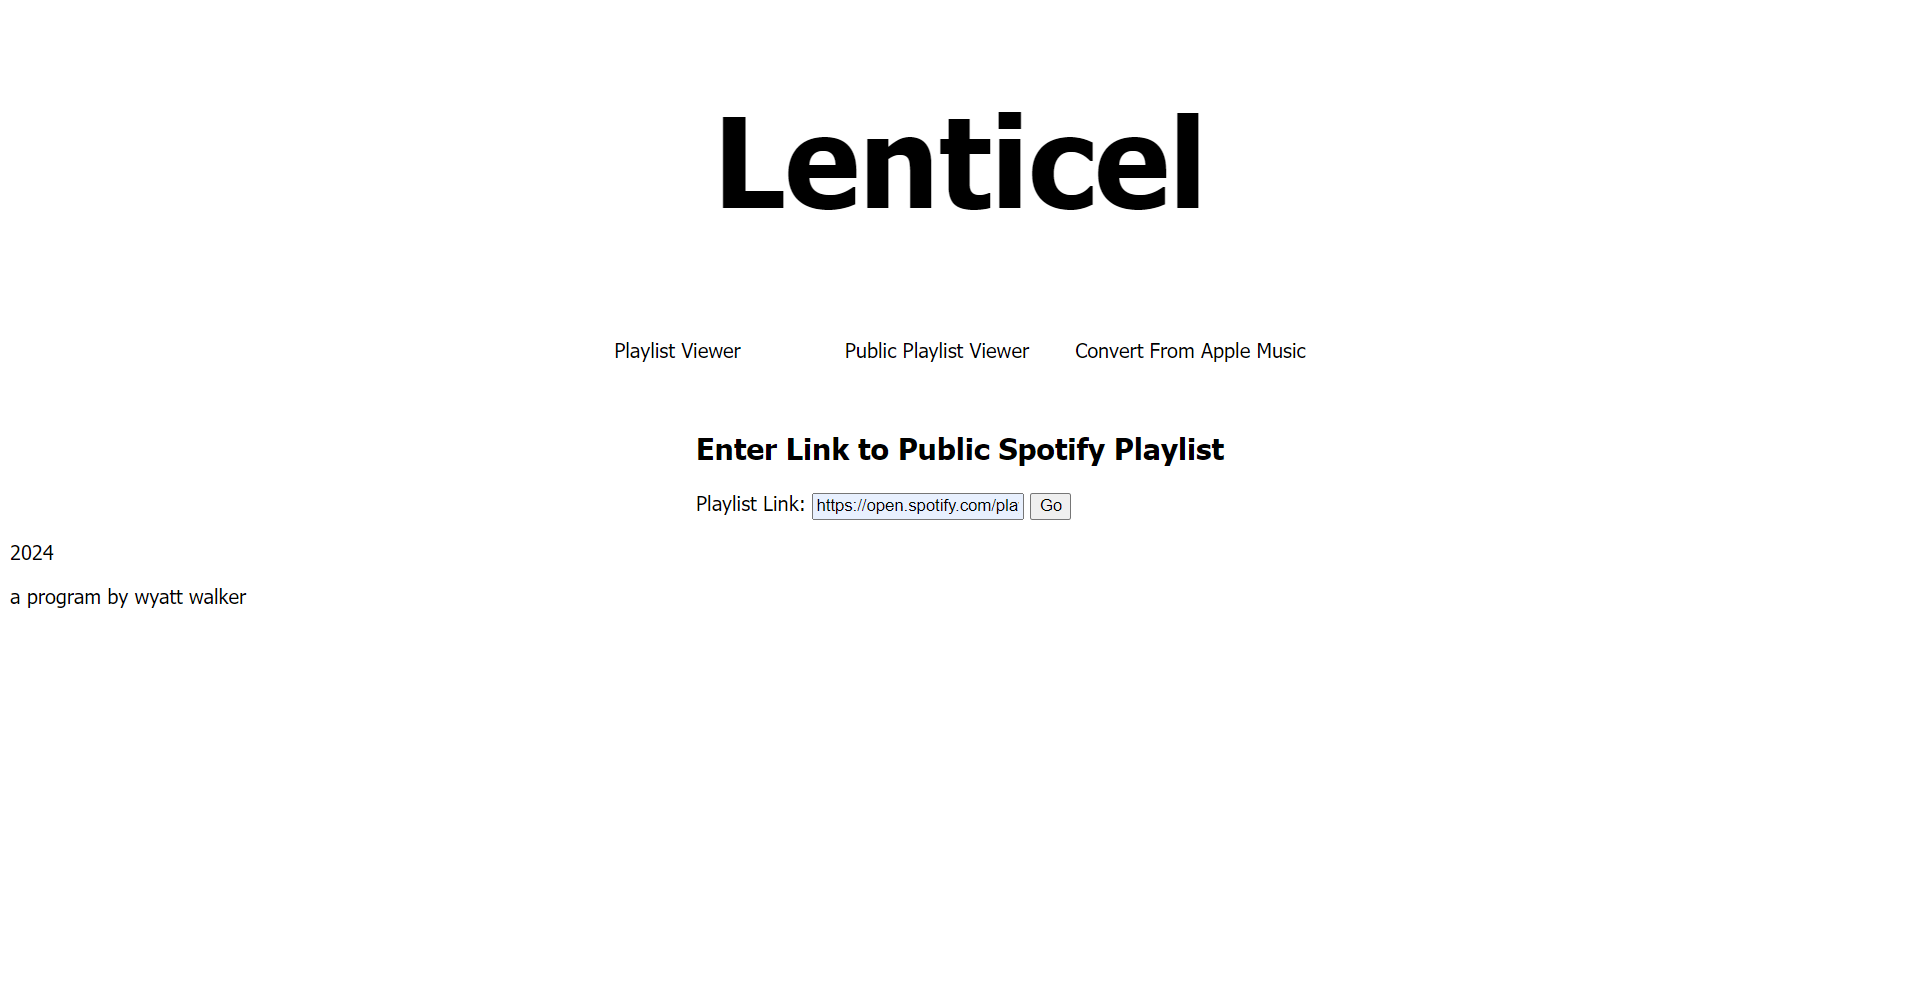 Lenticel
Playlist Viewer Public Playlist Viewer Convert From Apple Music
Enter Link to Public Spotify Playlist
Playlist Link: https://open.spotify.com/pla Go
2024
a program by wyatt walker